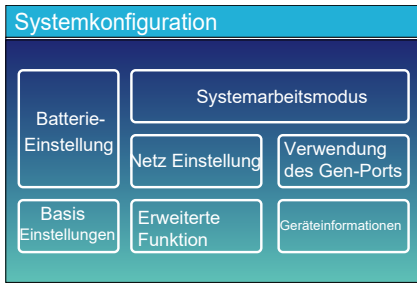 Systemkonfiguration
Batterie-
Einstellung
Systemarbeitsmodus
Netz Einstellung
Verwendung
des Gen-Ports
Basis
Einstellungen
Erweiterte
Funktion
Geräteinformationen